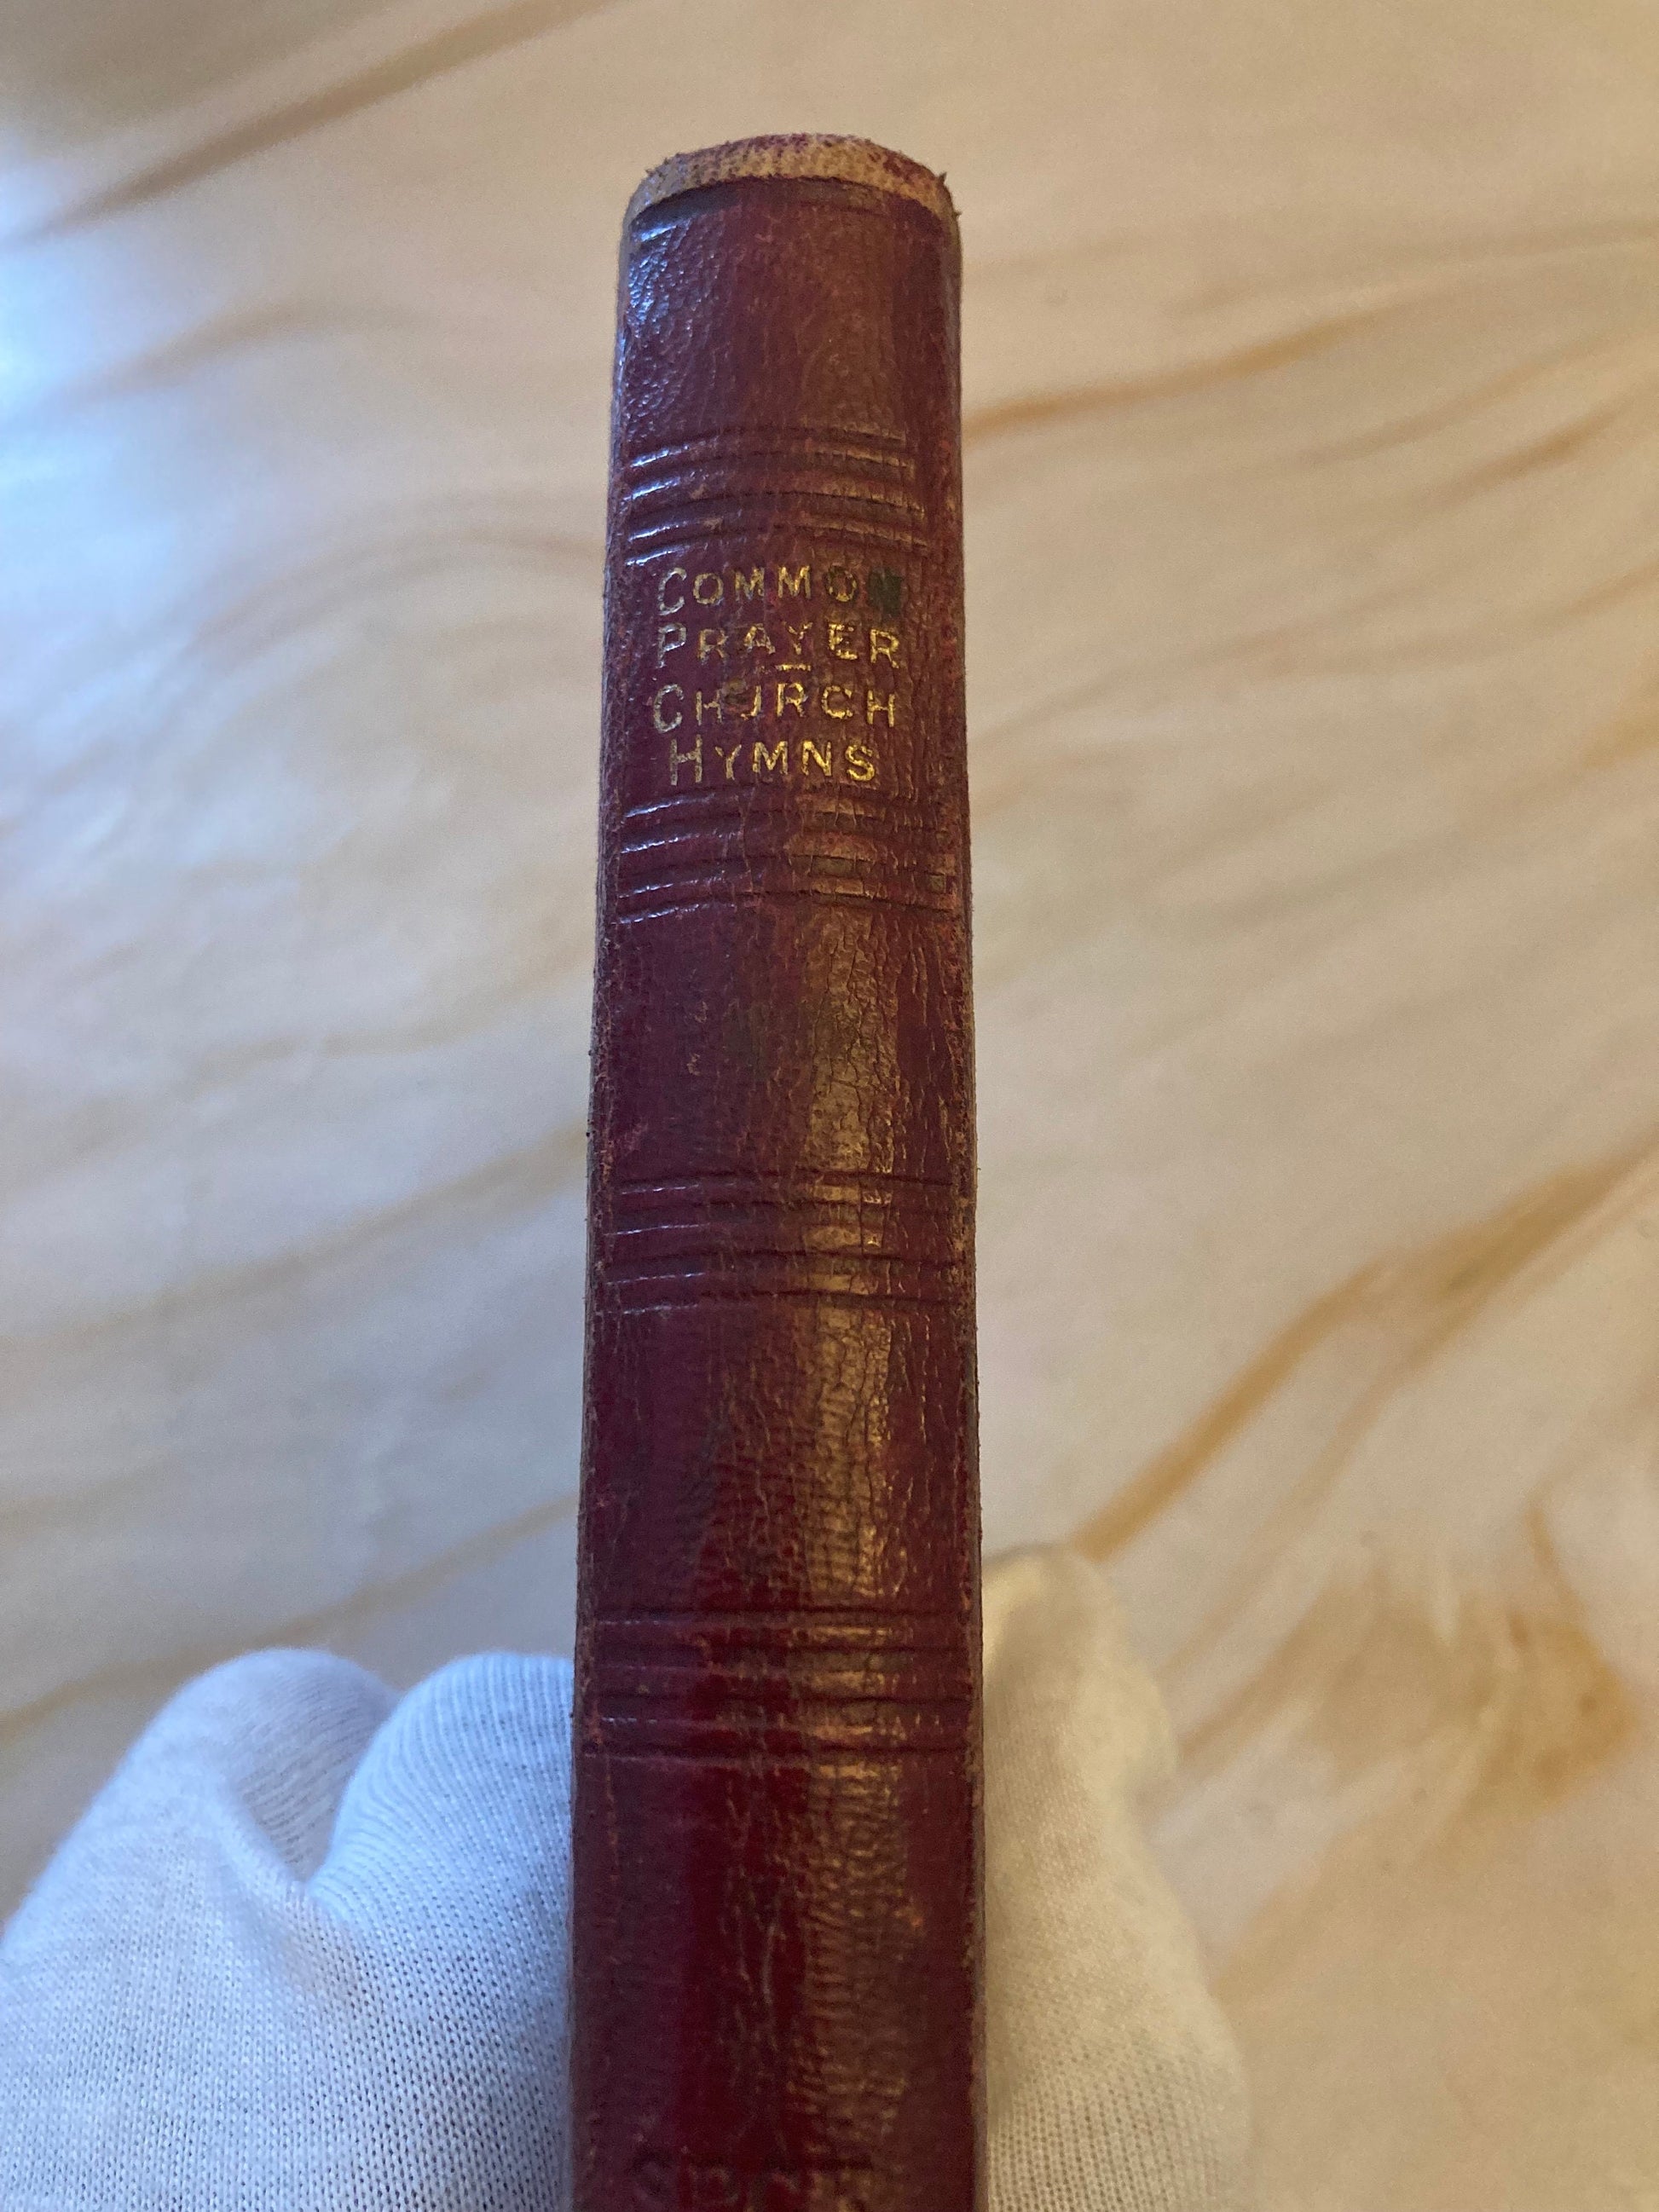 COMMON
PRAYER
—
CHURCH
HYMNS